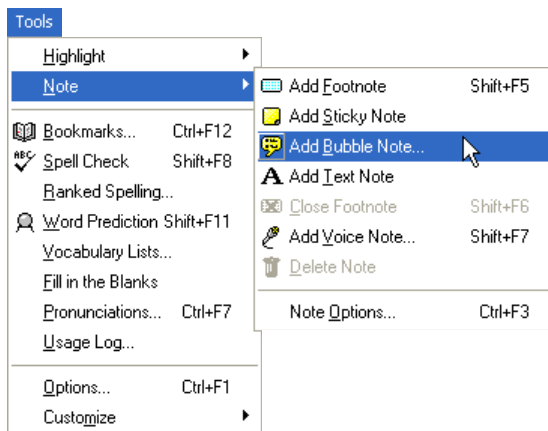 Tools
Highlight
Note
Bookmarks... Ctrl+F12
ABC Spell Check Shift+F8
Ranked Spelling...
Word Prediction Shift+F11
Vocabulary Lists...
Fill in the Blanks
Pronunciations... Ctrl+F7
Usage Log...
Options... Ctrl+F1
Customize
Add Footnote Shift+F5
Add Sticky Note
Add Bubble Note...
A Add Text Note
Close Footnote Shift+F6
Add Voice Note... Shift+F7
Delete Note
Note Options... Ctrl+F3